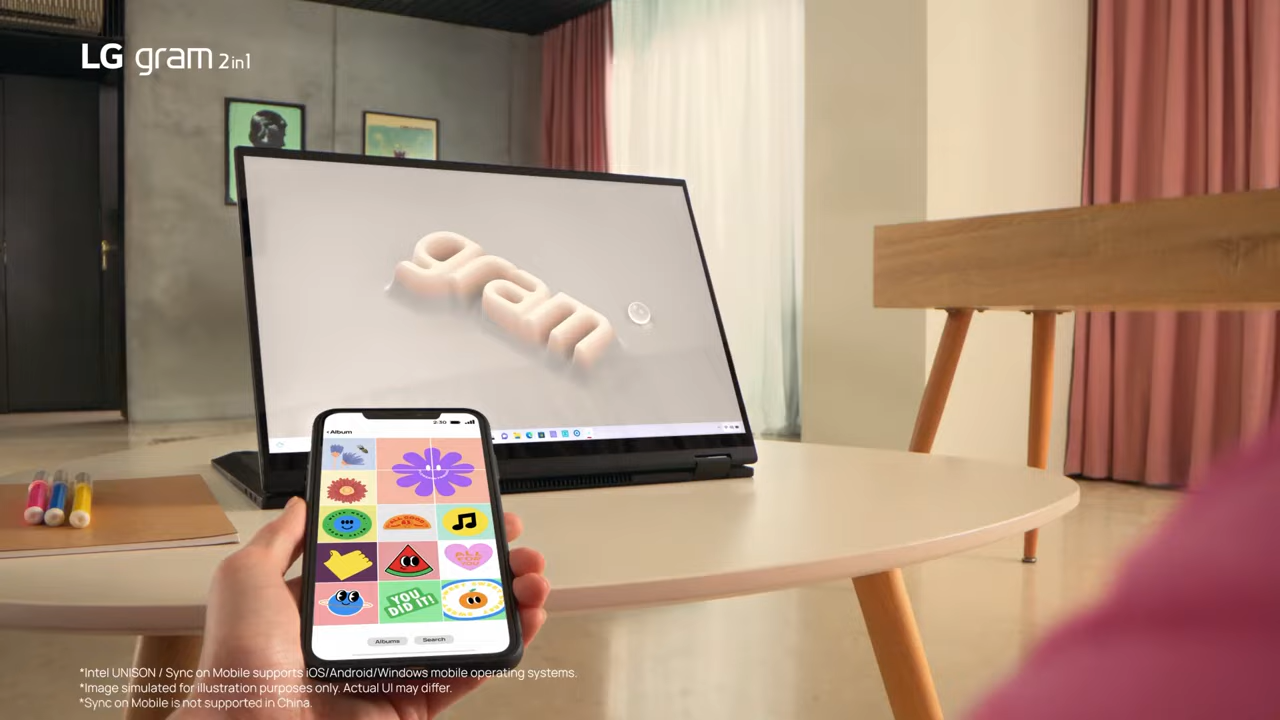 LG gram 2in1
gram
2:30
‹Album
YOU
DID IT!
Albums
Search
*Intel UNISON / Sync on Mobile supports iOS/Android/Windows mobile operating systems.
*Image simulated for illustration purposes only. Actual UI may differ.
*Sync on Mobile is not supported in China.